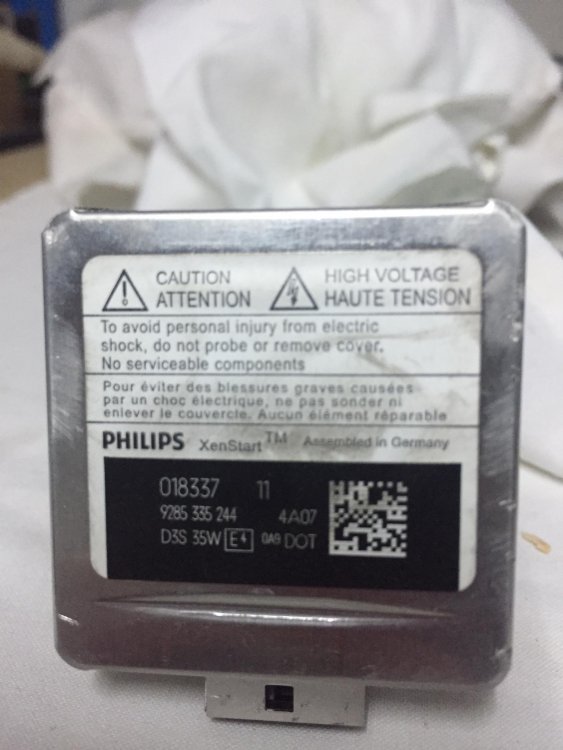 CAUTION
ATTENTION
HIGH VOLTAGE
HAUTE TENSION
To avoid personal injury from electric
shock, do not probe or remove cover.
No serviceable components
Pour éviter des blessures graves causées
par un choc électrique, ne pas sonder ni
enlever le couvercle. Aucun élément réparable
PHILIPS XenStart™ Assembled in Germany
018337 11
9285 335 244 4A07
D3S 35W E4 0A9 DOT